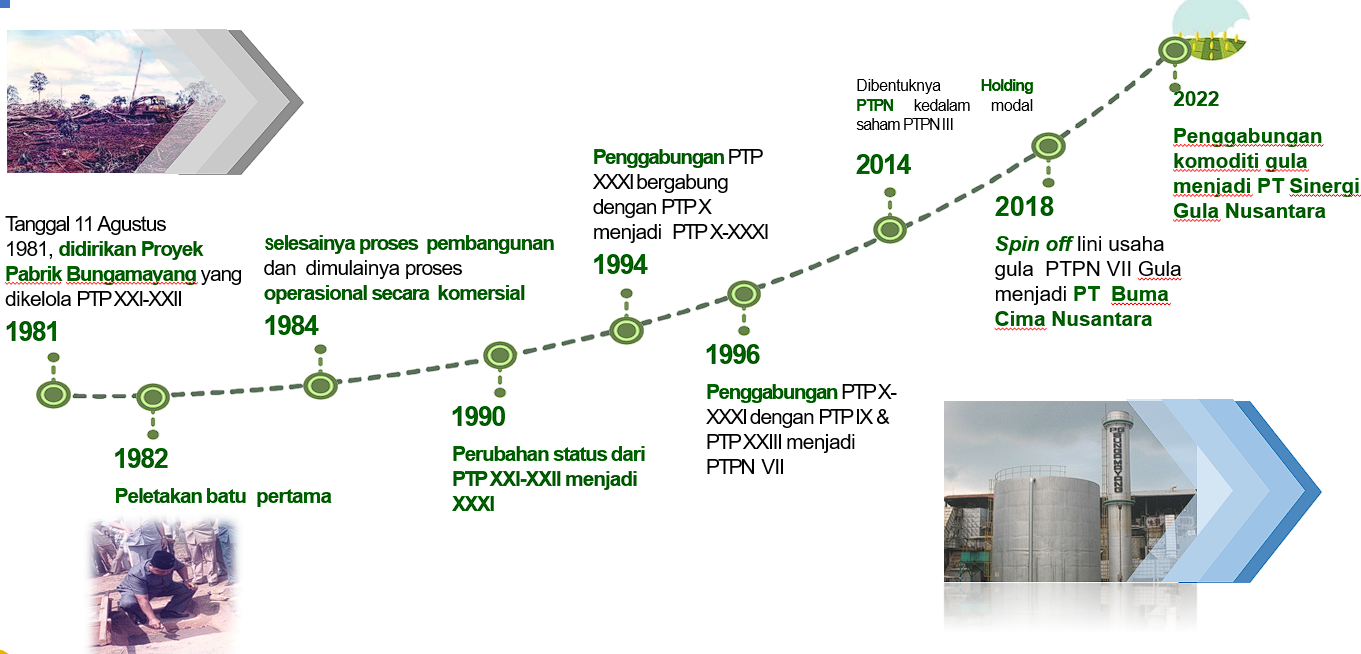 Tanggal 11 Agustus
1981, didirikan Proyek
Pabrik Bungamayang yang
dikelola PTP XXI-XXII
1981
1982
Peletakan batu pertama
selesainya proses pembangunan
dan dimulainya proses
operasional secara komersial
1984
1990
Perubahan status dari
PTP XXI-XXII menjadi
XXXI
Penggabungan PTP
XXXI bergabung
dengan PTP X
menjadi PTP X-XXXI
1994
1996
Penggabungan PTP X-
XXXI dengan PTP IX &
PTP XXIII menjadi
PTPN VII
Dibentuknya Holding
PTPN kedalam modal
saham PTPN III
2014
2018
Spin off lini usaha
gula PTPN VII Gula
menjadi PT Buma
Cima Nusantara
2022
Penggabungan
komoditi gula
menjadi PT Sinergi
Gula Nusantara
PG BUNGAMAYANG